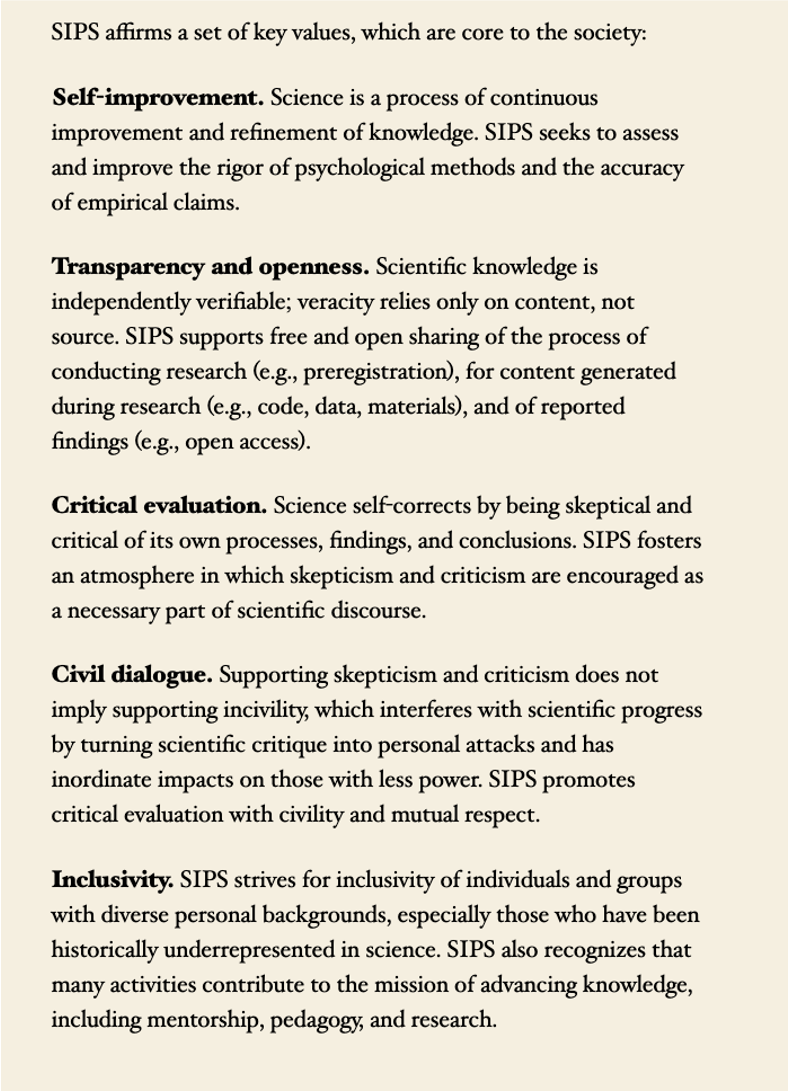 SIPS affirms a set of key values, which are core to the society:
Self-improvement. Science is a process of continuous
improvement and refinement of knowledge. SIPS seeks to assess
and improve the rigor of psychological methods and the accuracy
of empirical claims.
Transparency and openness. Scientific knowledge is
independently verifiable; veracity relies only on content, not
source. SIPS supports free and open sharing of the process of
conducting research (e.g., preregistration), for content generated
during research (e.g., code, data, materials), and of reported
findings (e.g., open access).
Critical evaluation. Science self-corrects by being skeptical and
critical of its own processes, findings, and conclusions. SIPS fosters
an atmosphere in which skepticism and criticism are encouraged as
a necessary part of scientific discourse.
Civil dialogue. Supporting skepticism and criticism does not
imply supporting incivility, which interferes with scientific progress
by turning scientific critique into personal attacks and has
inordinate impacts on those with less power. SIPS promotes
critical evaluation with civility and mutual respect.
Inclusivity. SIPS strives for inclusivity of individuals and groups
with diverse personal backgrounds, especially those who have been
historically underrepresented in science. SIPS also recognizes that
many activities contribute to the mission of advancing knowledge,
including mentorship, pedagogy, and research.